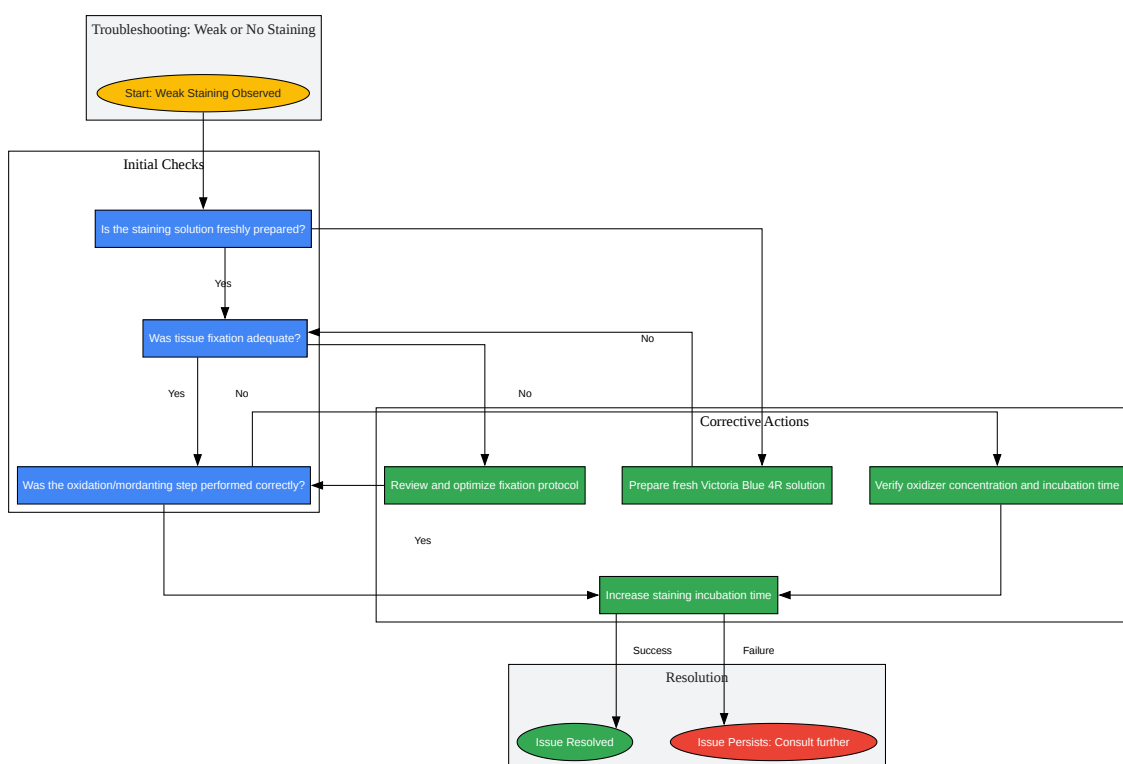 Troubleshooting: Weak or No Staining
Start: Weak Staining Observed
Initial Checks
Is the staining solution freshly prepared?
Yes
Was tissue fixation adequate?
No
Yes
No
No
Corrective Actions
Was the oxidation/mordanting step performed correctly?
Review and optimize fixation protocol
Prepare fresh Victoria Blue 4R solution
Verify oxidizer concentration and incubation time
Yes
Increase staining incubation time
Success
Failure
Resolution
Issue Resolved
Issue Persists: Consult further